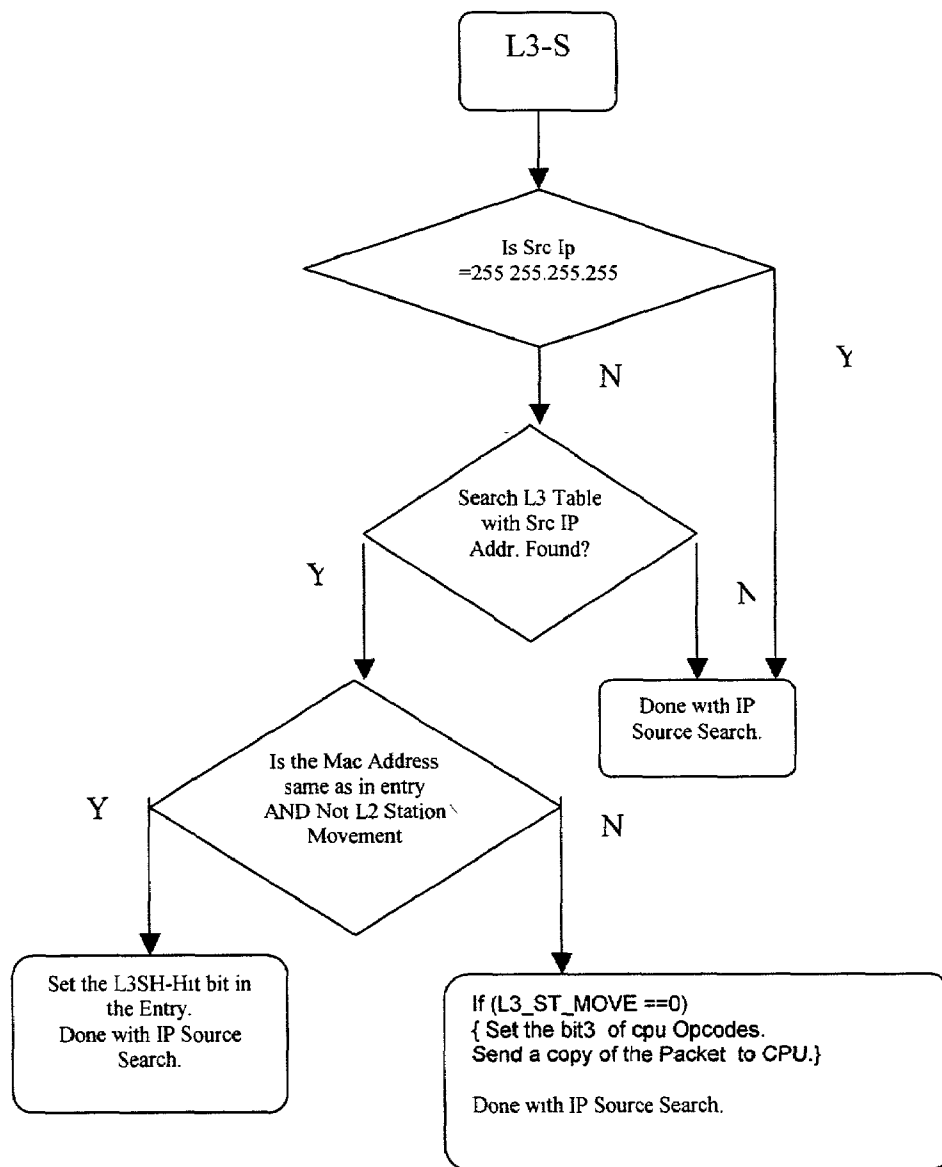 L3-S
Is Src Ip
=255 255.255.255
Y
N
Search L3 Table
with Src IP
Addr. Found?
Y
N
Done with IP
Source Search.
Is the Mac Address
same as in entry
AND Not L2 Station
Movement
Y
N
Set the L3SH-Hit bit in
the Entry.
Done with IP Source
Search.
If (L3_ST_MOVE ==0)
{ Set the bit3 of cpu Opcodes.
Send a copy of the Packet to CPU.}
Done with IP Source Search.